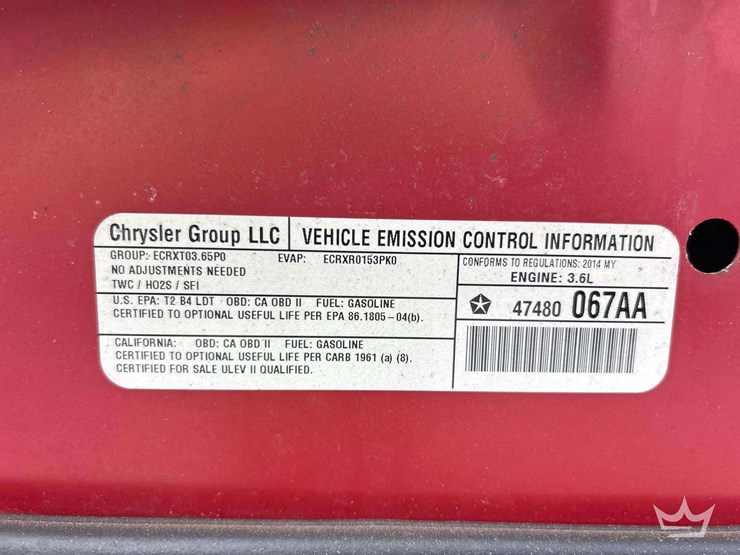 Chrysler Group LLC
VEHICLE EMISSION CONTROL INFORMATION
GROUP: ECRXT03.65P0 EVAP: ECRXR0153PK0
NO ADJUSTMENTS NEEDED
TWC / HO2S / SFI
CONFORMS TO REGULATIONS: 2014 MY
ENGINE: 3.6L
U.S. EPA: T2 B4 LDT OBD: CA OBD II FUEL: GASOLINE
CERTIFIED TO OPTIONAL USEFUL LIFE PER EPA 86.1805-04(b).
47480 067AA
CALIFORNIA: OBD: CA OBD II FUEL: GASOLINE
CERTIFIED TO OPTIONAL USEFUL LIFE PER CARB 1961 (a) (8).
CERTIFIED FOR SALE ULEV II QUALIFIED.